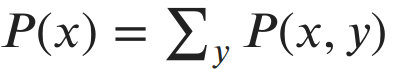 P(x) = ∑_y P(x, y)